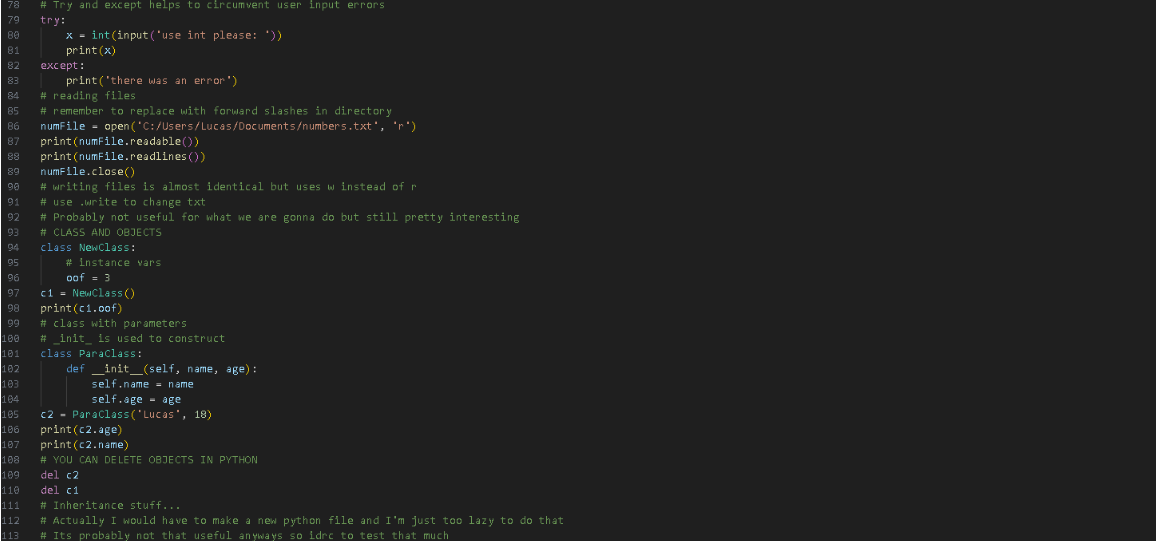 78 # Try and except helps to circumvent user input errors
79 try:
80     x = int(input('use int please: '))
81     print(x)
82 except:
83     print('there was an error')
84 # reading files
85 # remember to replace with forward slashes in directory
86 numFile = open('C:/Users/Lucas/Documents/numbers.txt', 'r')
87 print(numFile.readable())
88 print(numFile.readlines())
89 numFile.close()
90 # writing files is almost identical but uses w instead of r
91 # use .write to change txt
92 # Probably not useful for what we are gonna do but still pretty interesting
93 # CLASS AND OBJECTS
94 class NewClass:
95     # instance vars
96     oof = 3
97 c1 = NewClass()
98 print(c1.oof)
99 # class with parameters
100 # _init_ is used to construct
101 class ParaClass:
102     def __init__(self, name, age):
103         self.name = name
104         self.age = age
105 c2 = ParaClass('Lucas', 18)
106 print(c2.age)
107 print(c2.name)
108 # YOU CAN DELETE OBJECTS IN PYTHON
109 del c2
110 del c1
111 # Inheritance stuff...
112 # Actually I would have to make a new python file and I'm just too lazy to do that
113 # Its probably not that useful anyways so idrc to test that much